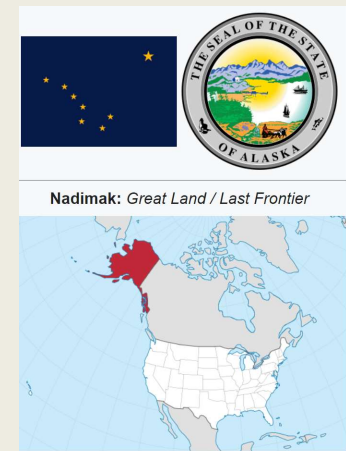 THE SEAL OF THE STATE
OF ALASKA
Nadimak: Great Land / Last Frontier